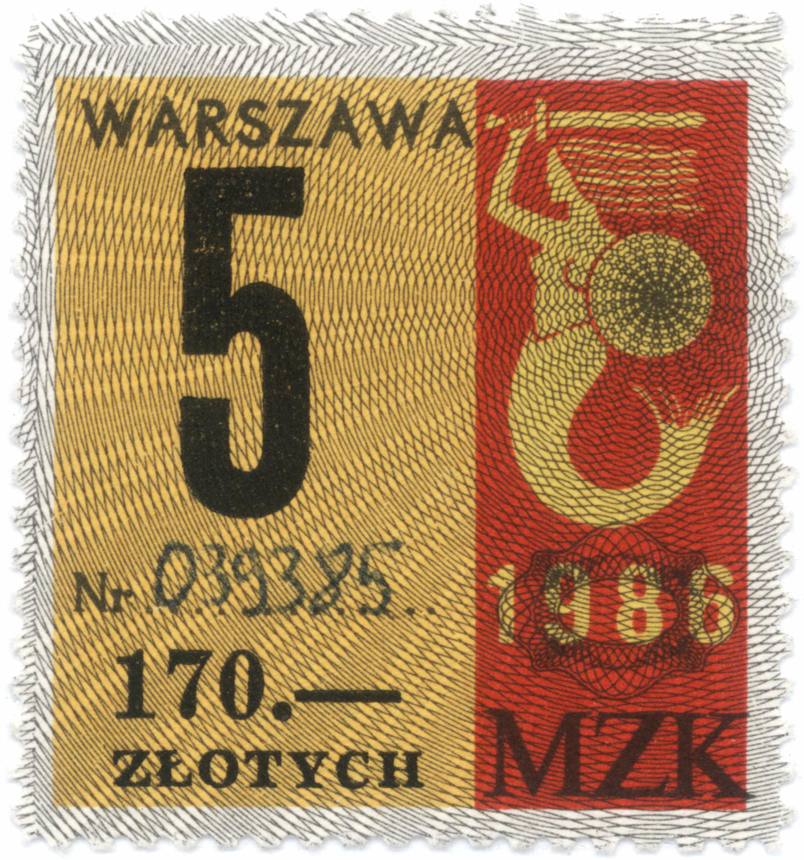 WARSZAWA
5
Nr 039385
170.—
ZŁOTYCH
1986
MZK